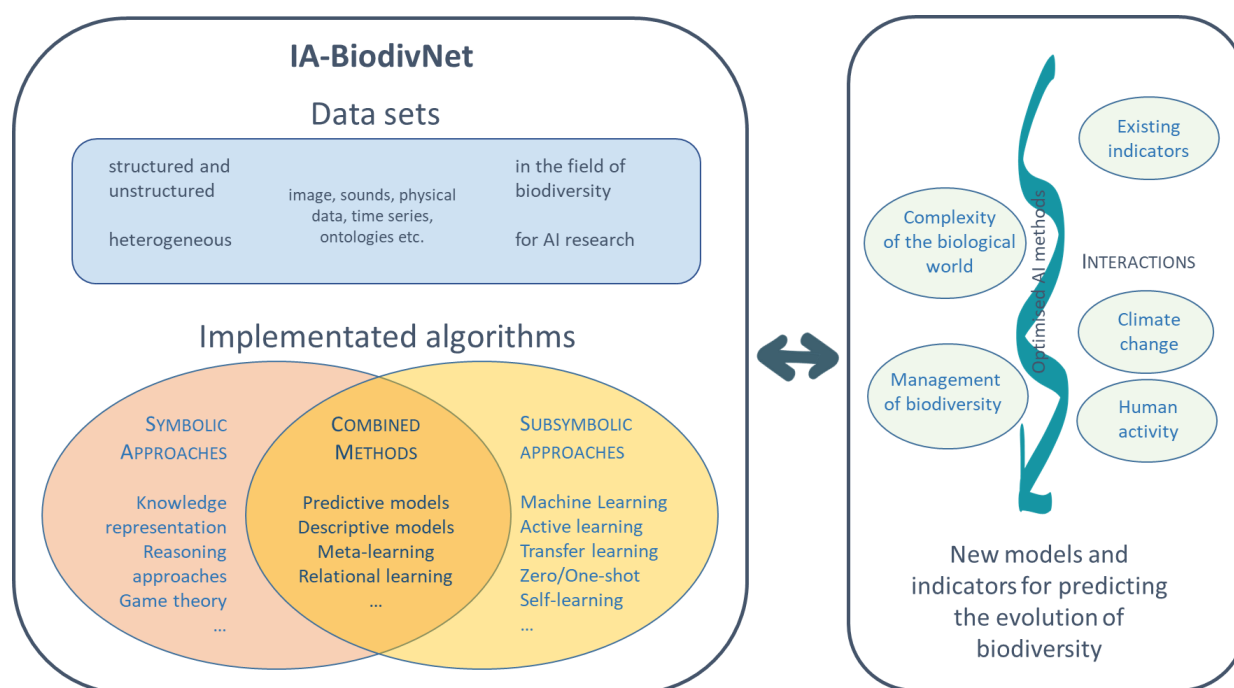 IA-BiodivNet
Data sets
structured and
unstructured
heterogeneous
image, sounds, physical
data, time series,
ontologies etc.
in the field of
biodiversity
for AI research
Implementated algorithms
SYMBOLIC
APPROACHES
Knowledge
representation
Reasoning
approaches
Game theory
…
COMBINED
METHODS
Predictive models
Descriptive models
Meta-learning
Relational learning
…
SUBSYMBOLIC
APPROACHES
Machine Learning
Active learning
Transfer learning
Zero/One-shot
Self-learning
…
Existing
indicators
Complexity
of the biological
world
Optimised AI methods
INTERACTIONS
Climate
change
Management
of biodiversity
Human
activity
New models and
indicators for predicting
the evolution of
biodiversity